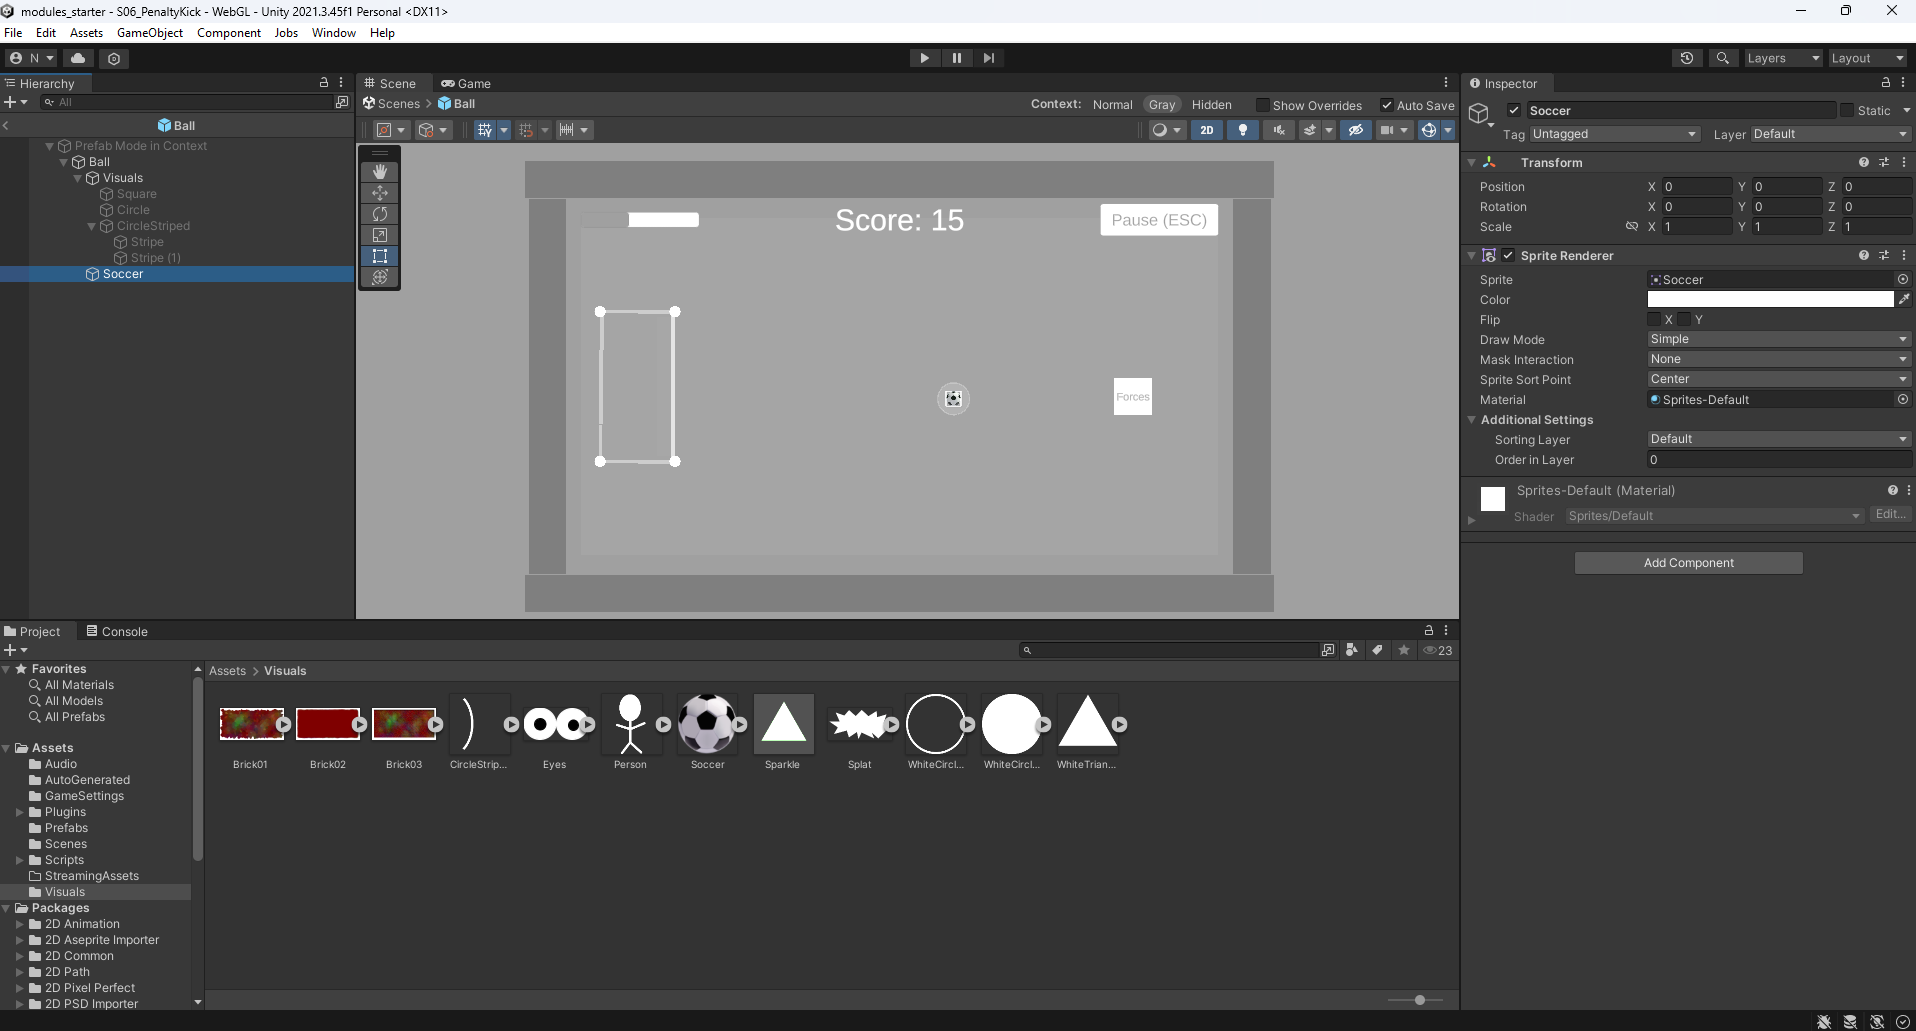 modules_starter - S06_PenaltyKick - WebGL - Unity 2021.3.45f1 Personal <DX11>
File Edit Assets GameObject Component Jobs Window Help
N Layers Layout
Hierarchy
All
Ball
Prefab Mode in Context
Ball
Visuals
Square
Circle
CircleStriped
Stripe
Stripe (1)
Soccer
Scene Game
Scenes > Ball
Context: Normal Gray Hidden Show Overrides Auto Save
2D
Score: 15
Pause (ESC)
Forces
Inspector
Soccer Static
Tag Untagged Layer Default
Transform
Position X 0 Y 0 Z 0
Rotation X 0 Y 0 Z 0
Scale X 1 Y 1 Z 1
Sprite Renderer
Sprite Soccer
Color
Flip X Y
Draw Mode Simple
Mask Interaction None
Sprite Sort Point Center
Material Sprites-Default
Additional Settings
Sorting Layer Default
Order in Layer 0
Sprites-Default (Material)
Shader Sprites/Default Edit...
Add Component
Project Console
23
Favorites
All Materials
All Models
All Prefabs
Assets
Audio
AutoGenerated
GameSettings
Plugins
Prefabs
Scenes
Scripts
StreamingAssets
Visuals
Packages
2D Animation
2D Aseprite Importer
2D Common
2D Path
2D Pixel Perfect
2D PSD Importer
Assets > Visuals
Brick01 Brick02 Brick03 CircleStrip... Eyes Person Soccer Sparkle Splat WhiteCircl... WhiteCircl... WhiteTrian...